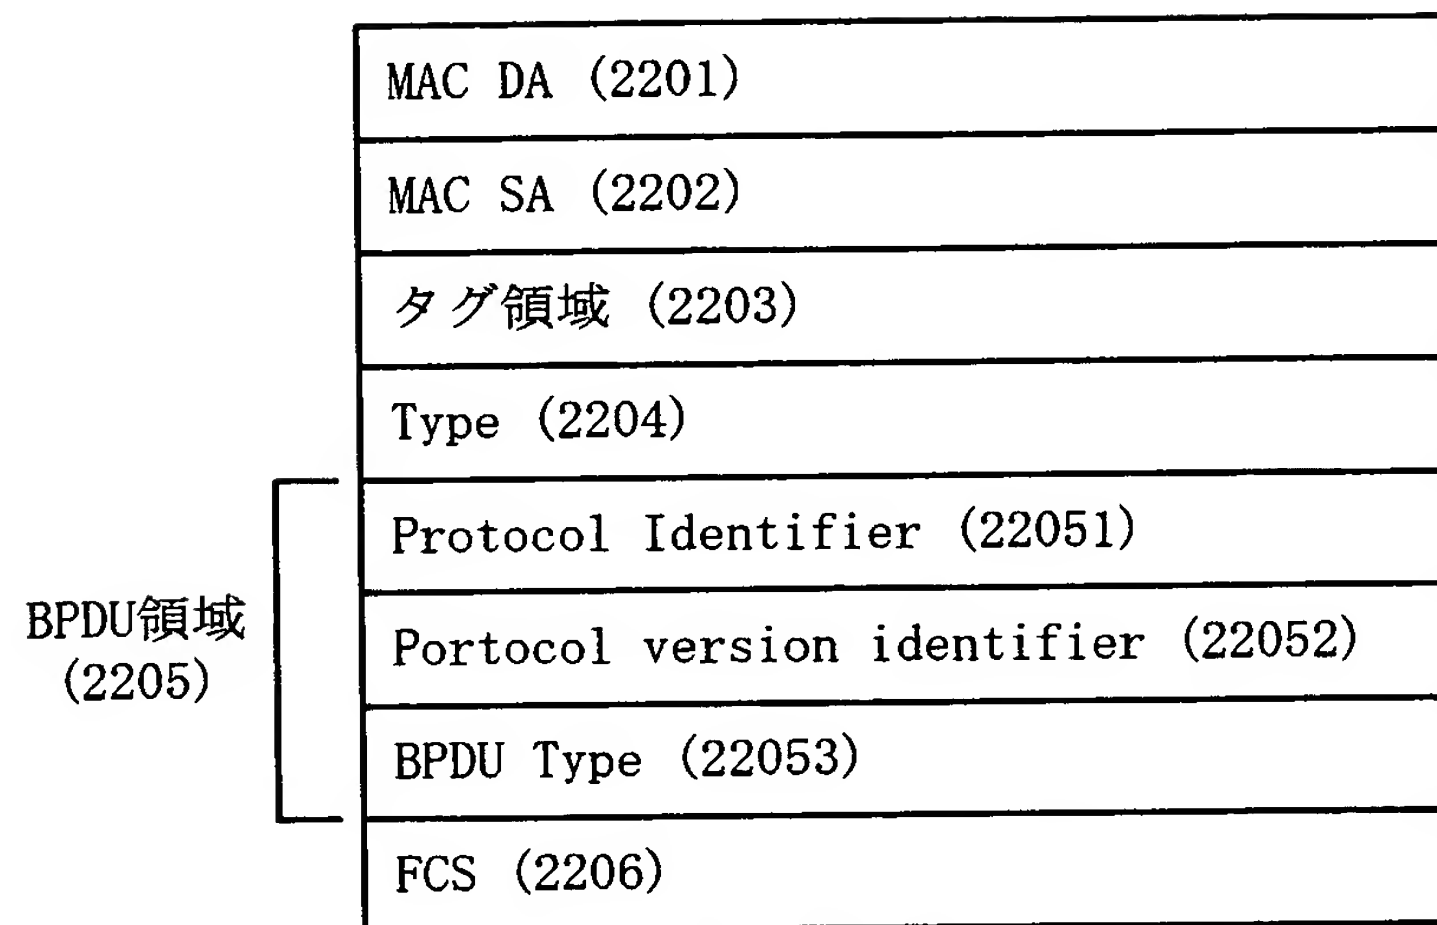 MAC DA (2201)
MAC SA (2202)
タグ領域 (2203)
Type (2204)
Protocol Identifier (22051)
BPDU領域
(2205)
Portocol version identifier (22052)
BPDU Type (22053)
FCS (2206)